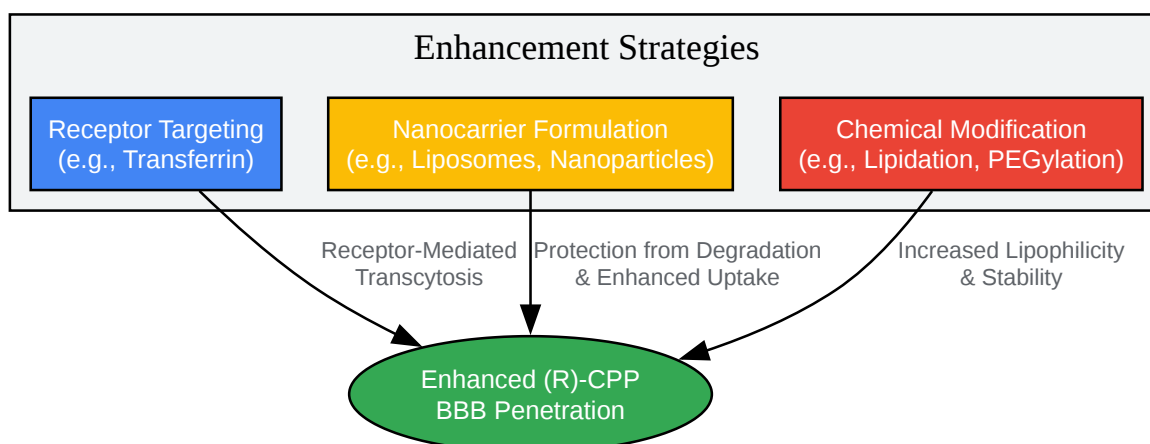 Enhancement Strategies
Receptor Targeting
(e.g., Transferrin)
Nanocarrier Formulation
(e.g., Liposomes, Nanoparticles)
Chemical Modification
(e.g., Lipidation, PEGylation)
Receptor-Mediated
Transcytosis
Protection from Degradation
& Enhanced Uptake
Increased Lipophilicity
& Stability
Enhanced (R)-CPP
BBB Penetration